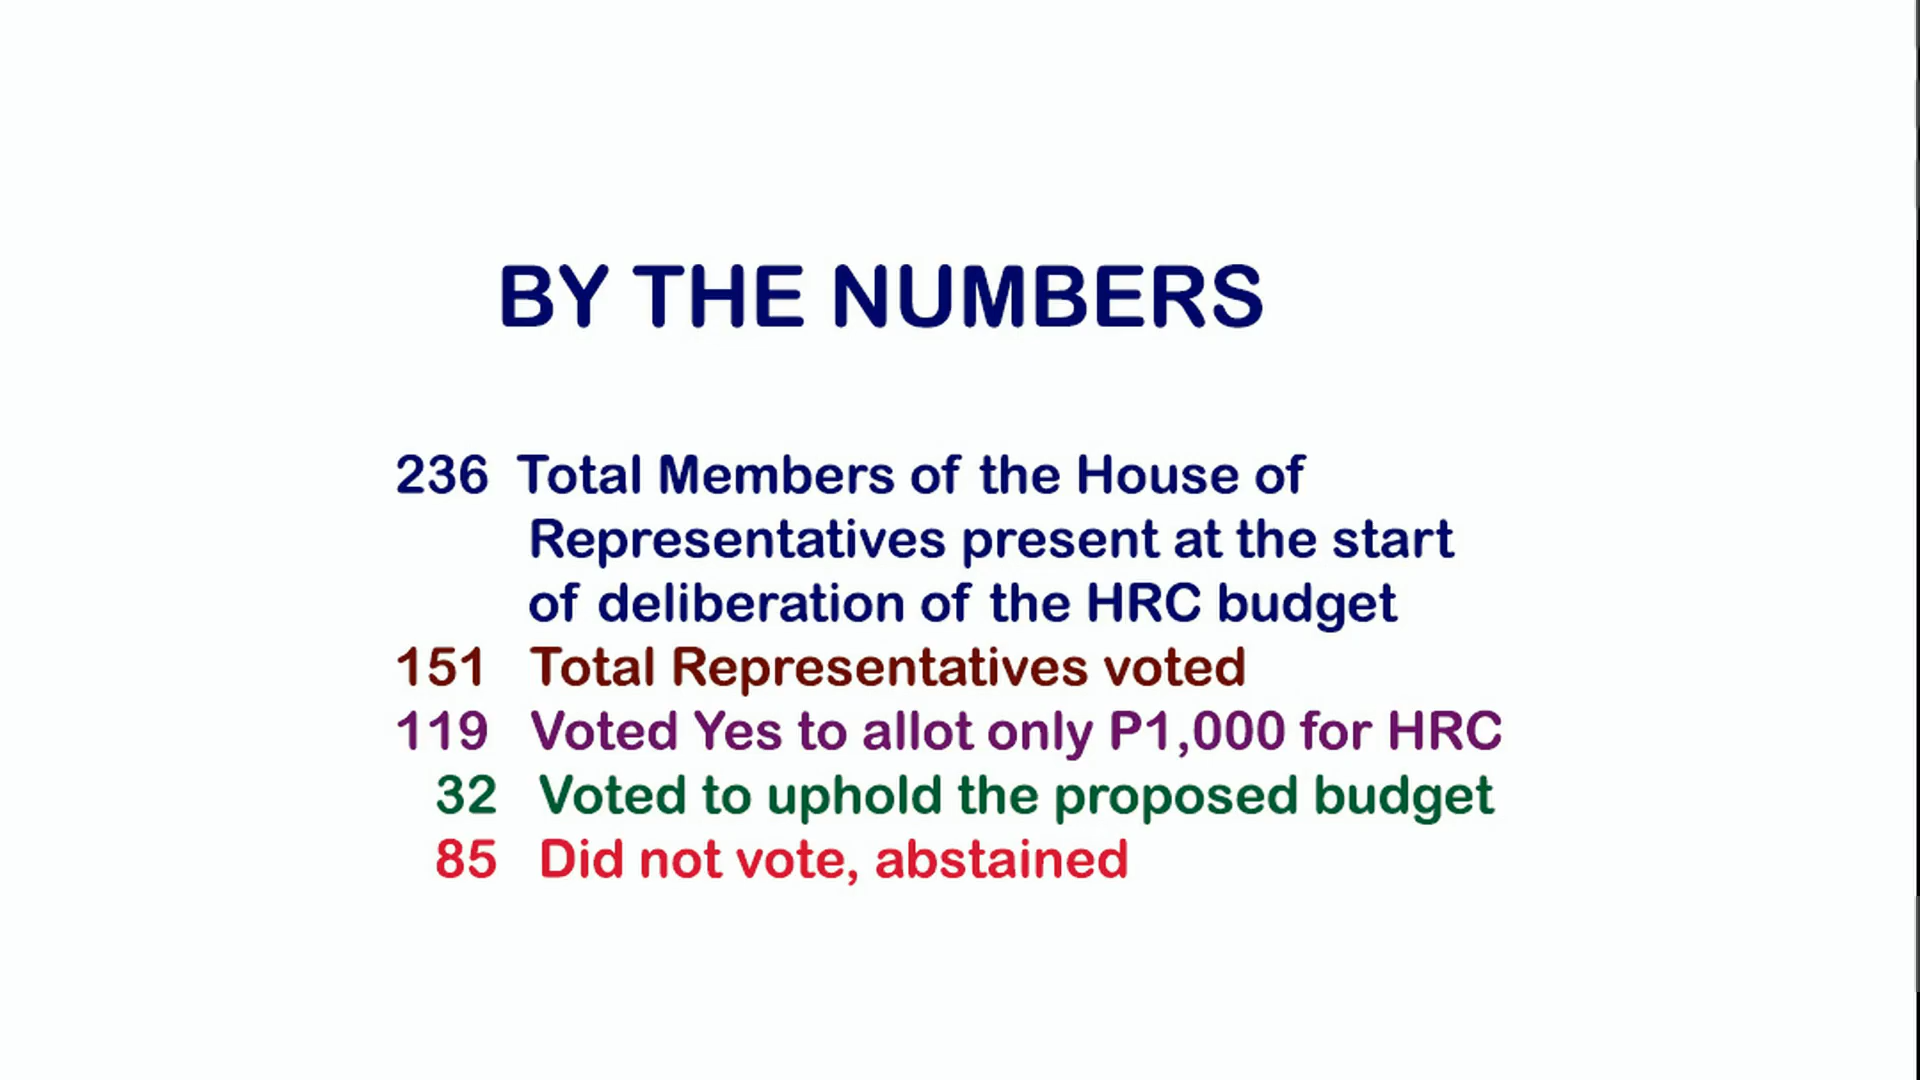 BY THE NUMBERS
236 Total Members of the House of
Representatives present at the start
of deliberation of the HRC budget
151 Total Representatives voted
119 Voted Yes to allot only P1,000 for HRC
32 Voted to uphold the proposed budget
85 Did not vote, abstained